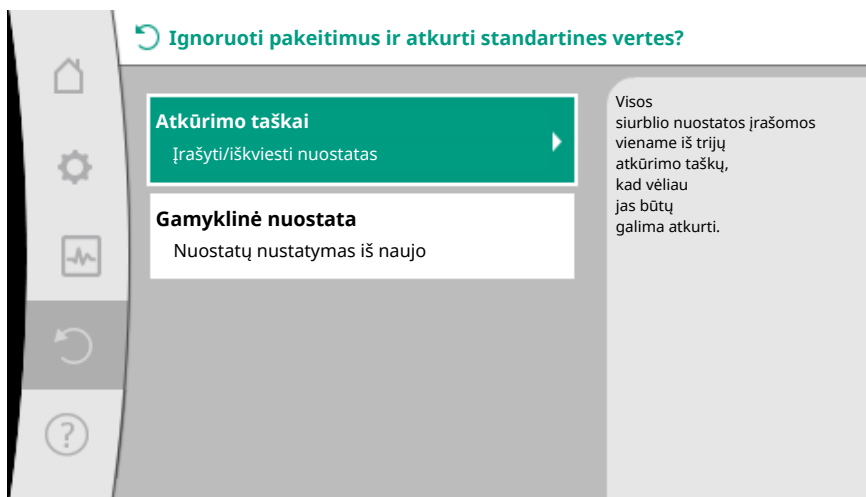 Ignoruoti pakeitimus ir atkurti standartines vertes?
Atkūrimo taškai
Įrašyti/iškviesti nuostatas
Gamyklinė nuostata
Nuostatų nustatymas iš naujo
Visos
siurblio nuostatos įrašomos
viename iš trijų
atkūrimo taškų,
kad vėliau
jas būtų
galima atkurti.
?